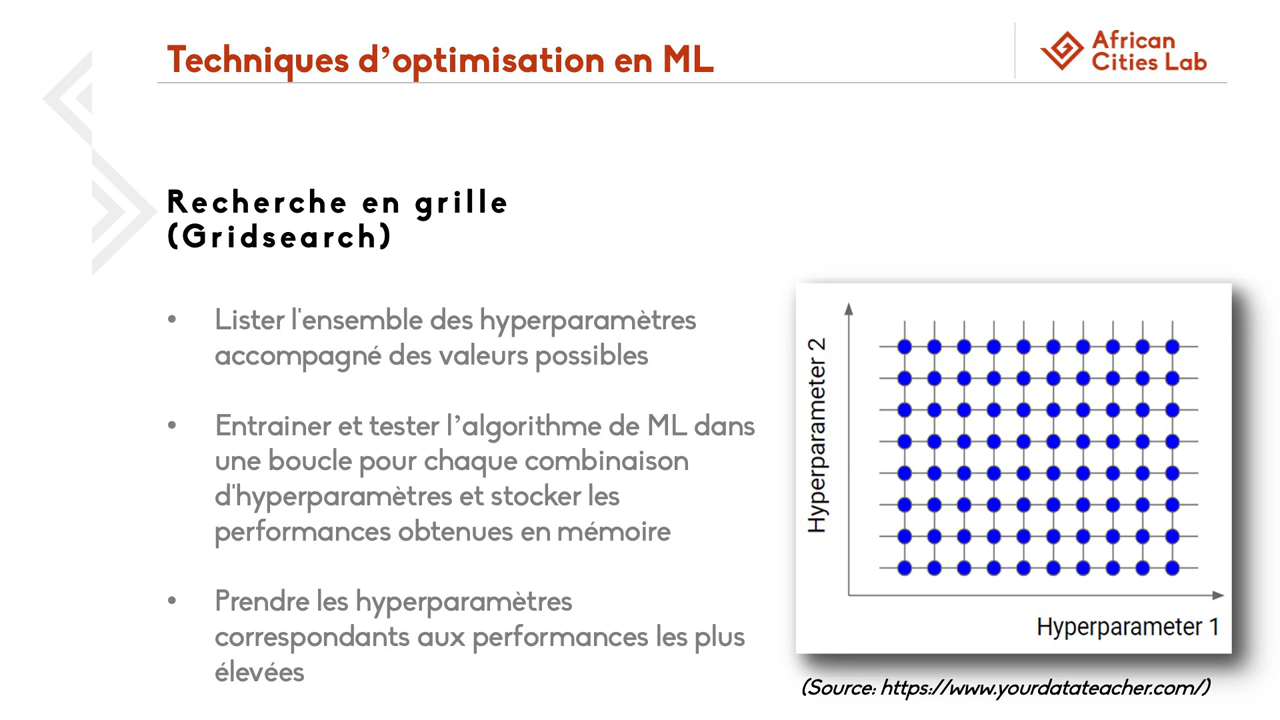 Techniques d’optimisation en ML
African
Cities Lab
Recherche en grille
(Gridsearch)
• Lister l'ensemble des hyperparamètres
accompagné des valeurs possibles
• Entrainer et tester l’algorithme de ML dans
une boucle pour chaque combinaison
d'hyperparamètres et stocker les
performances obtenues en mémoire
• Prendre les hyperparamètres
correspondants aux performances les plus
élevées
Hyperparameter 2
Hyperparameter 1
(Source: https://www.yourdatateacher.com/)